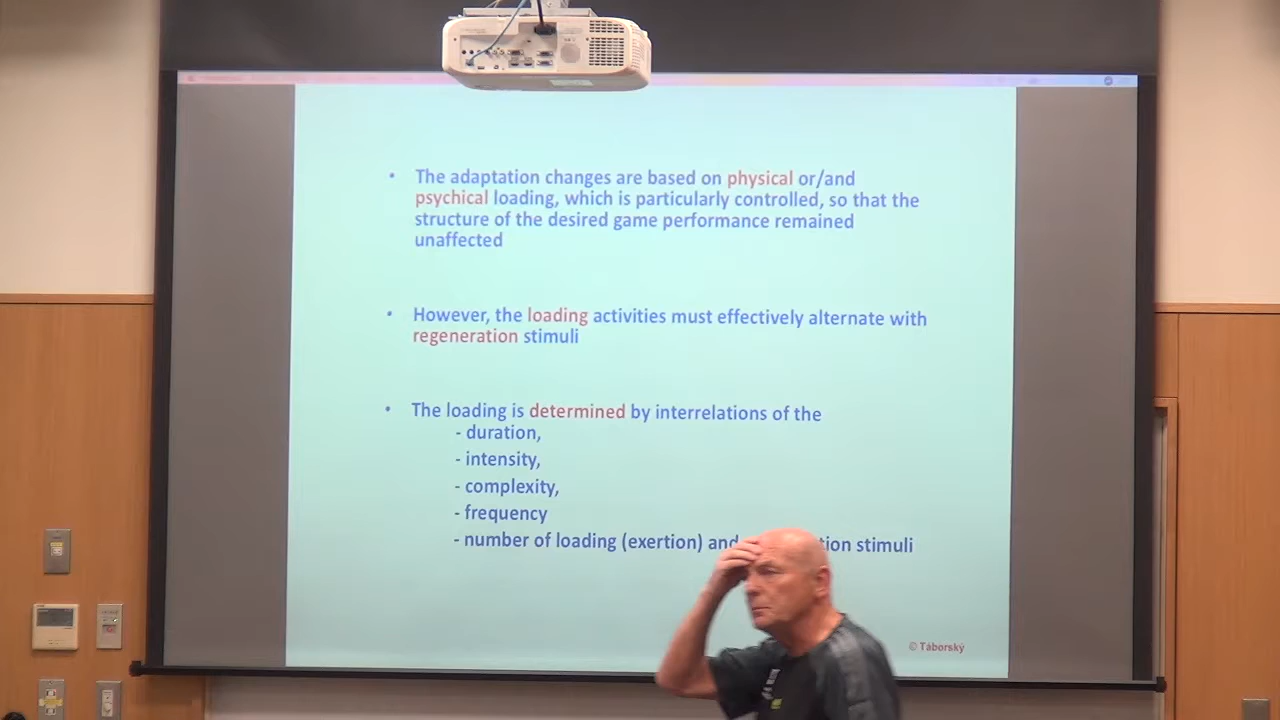 • The adaptation changes are based on physical or/and
psychical loading, which is particularly controlled, so that the
structure of the desired game performance remained
unaffected
• However, the loading activities must effectively alternate with
regeneration stimuli
• The loading is determined by interrelations of the
- duration,
- intensity,
- complexity,
- frequency
- number of loading (exertion) and tion stimuli
© Táborský